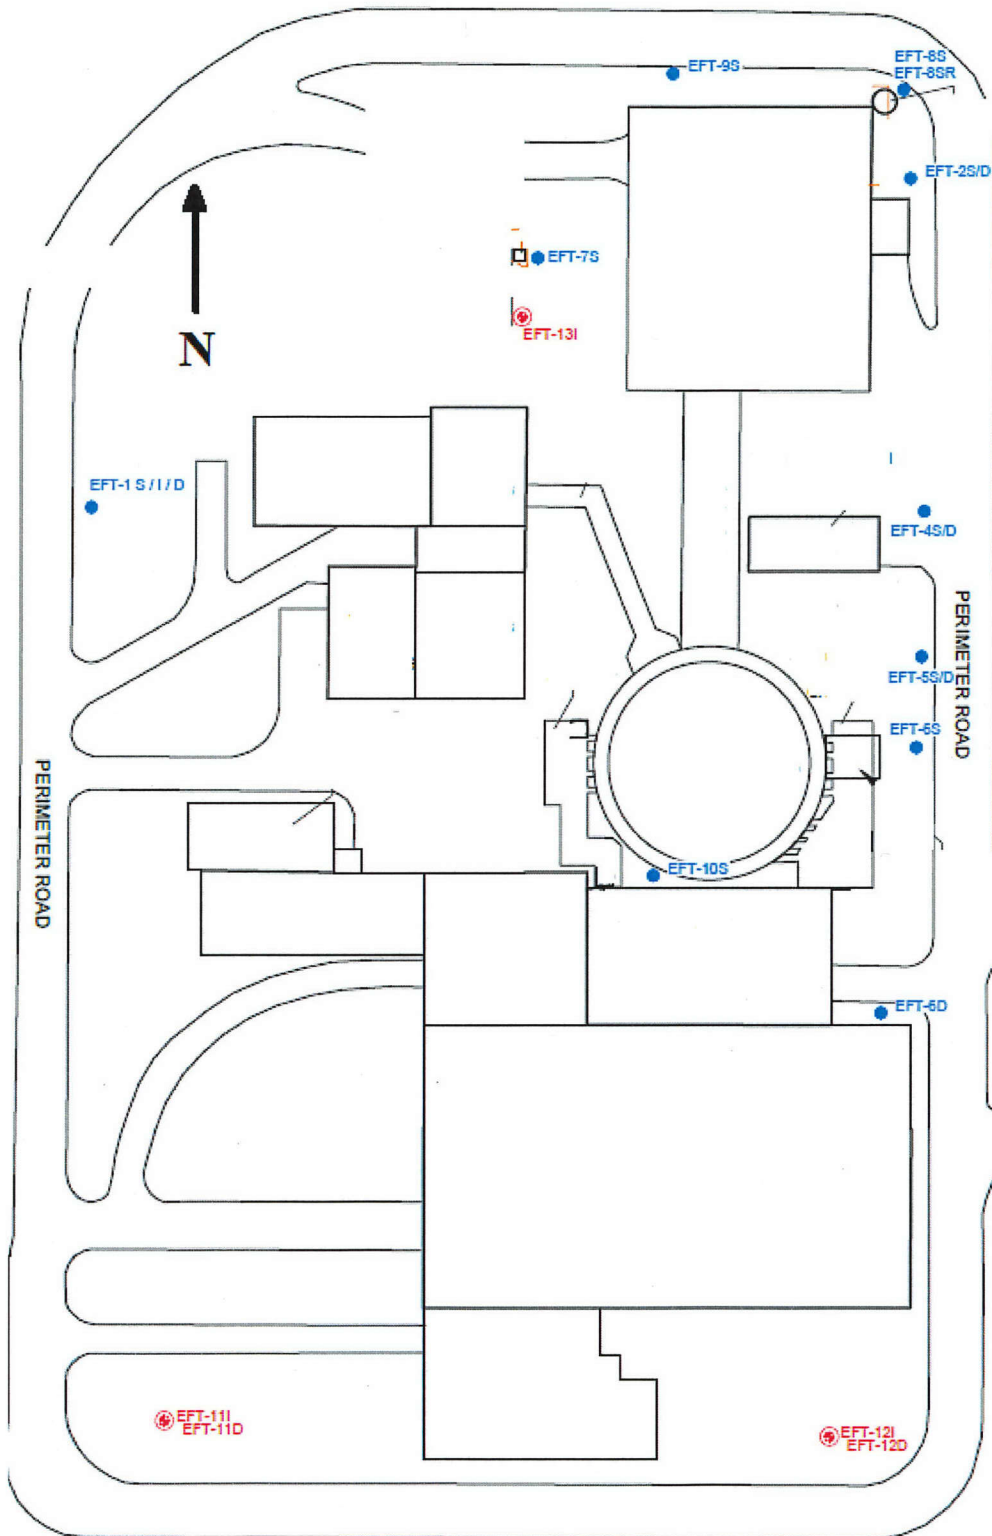 EFT-8S
EFT-9S
EFT-8SR
EFT-2S/D
EFT-7S
EFT-13I
N
EFT-1 S / I / D
EFT-4S/D
PERIMETER ROAD
EFT-5S/D
EFT-6S
PERIMETER ROAD
EFT-10S
EFT-6D
EFT-11I
EFT-11D
EFT-12I
EFT-12D